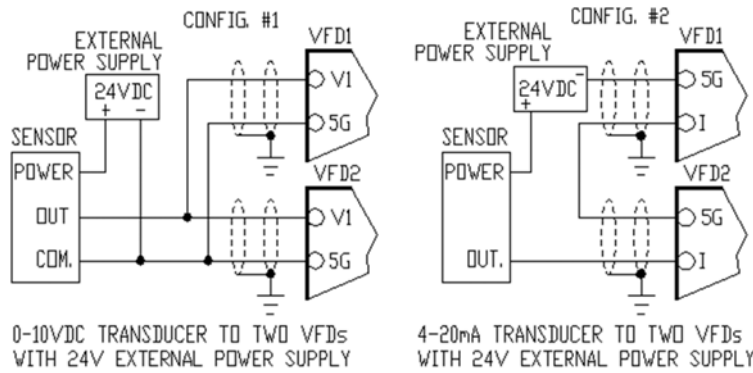 CONFIG. #1
EXTERNAL
POWER SUPPLY
24VDC
+ -
SENSOR
POWER
OUT
COM.
VFD1
V1
5G
VFD2
V1
5G
0-10VDC TRANSDUCER TO TWO VFDs
WITH 24V EXTERNAL POWER SUPPLY
CONFIG. #2
EXTERNAL
POWER SUPPLY
24VDC -
+
SENSOR
POWER
OUT.
VFD1
5G
I
VFD2
5G
I
4-20mA TRANSDUCER TO TWO VFDs
WITH 24V EXTERNAL POWER SUPPLY